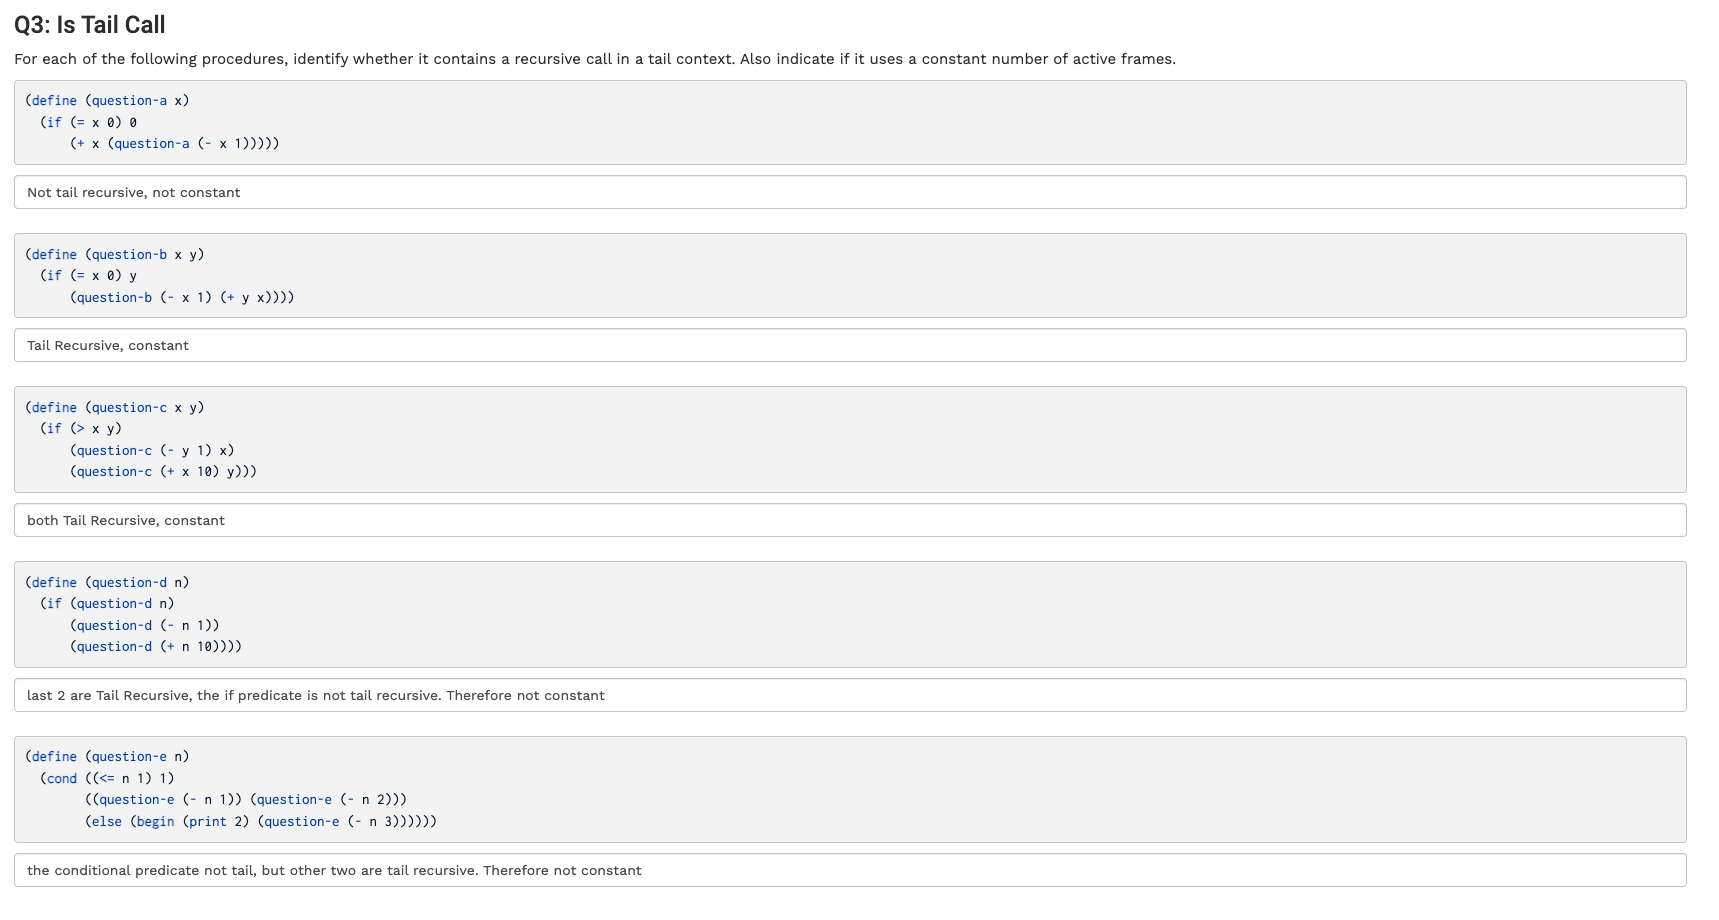 Q3: Is Tail Call
For each of the following procedures, identify whether it contains a recursive call in a tail context. Also indicate if it uses a constant number of active frames.
(define (question-a x)
  (if (= x 0) 0
      (+ x (question-a (- x 1)))))
Not tail recursive, not constant
(define (question-b x y)
  (if (= x 0) y
      (question-b (- x 1) (+ y x))))
Tail Recursive, constant
(define (question-c x y)
  (if (> x y)
      (question-c (- y 1) x)
      (question-c (+ x 10) y)))
both Tail Recursive, constant
(define (question-d n)
  (if (question-d n)
      (question-d (- n 1))
      (question-d (+ n 10))))
last 2 are Tail Recursive, the if predicate is not tail recursive. Therefore not constant
(define (question-e n)
  (cond ((<= n 1) 1)
        ((question-e (- n 1)) (question-e (- n 2)))
        (else (begin (print 2) (question-e (- n 3))))))
the conditional predicate not tail, but other two are tail recursive. Therefore not constant